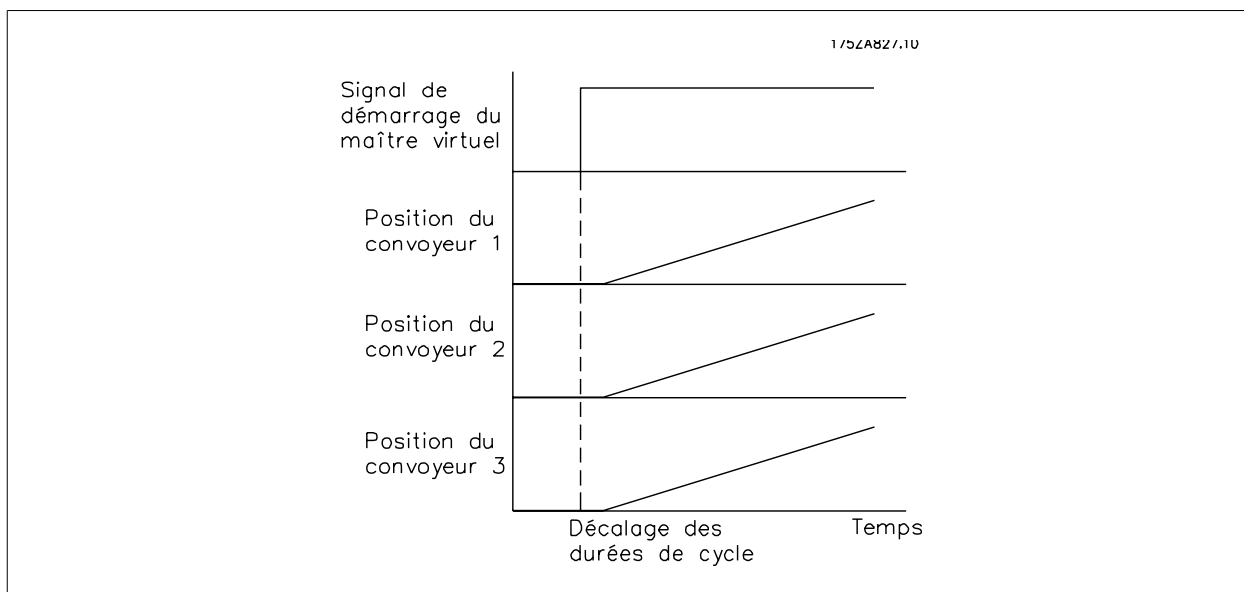 175ZA827.10
Signal de
démarrage du
maître virtuel
Position du
convoyeur 1
Position du
convoyeur 2
Position du
convoyeur 3
Décalage des
durées de cycle
Temps